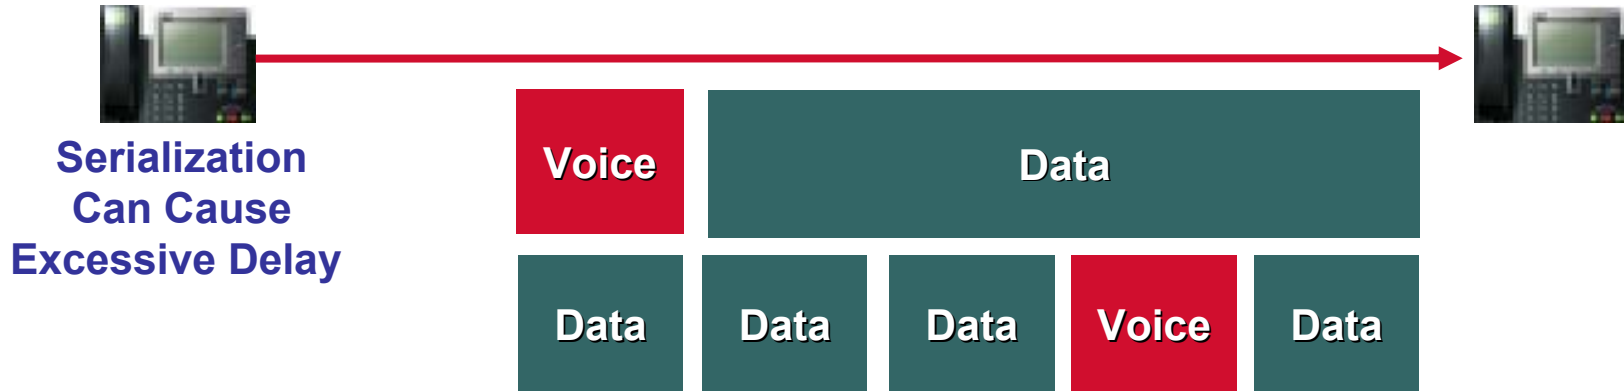 Serialization
Can Cause
Excessive Delay
Voice Data
Data Data Data Voice Data